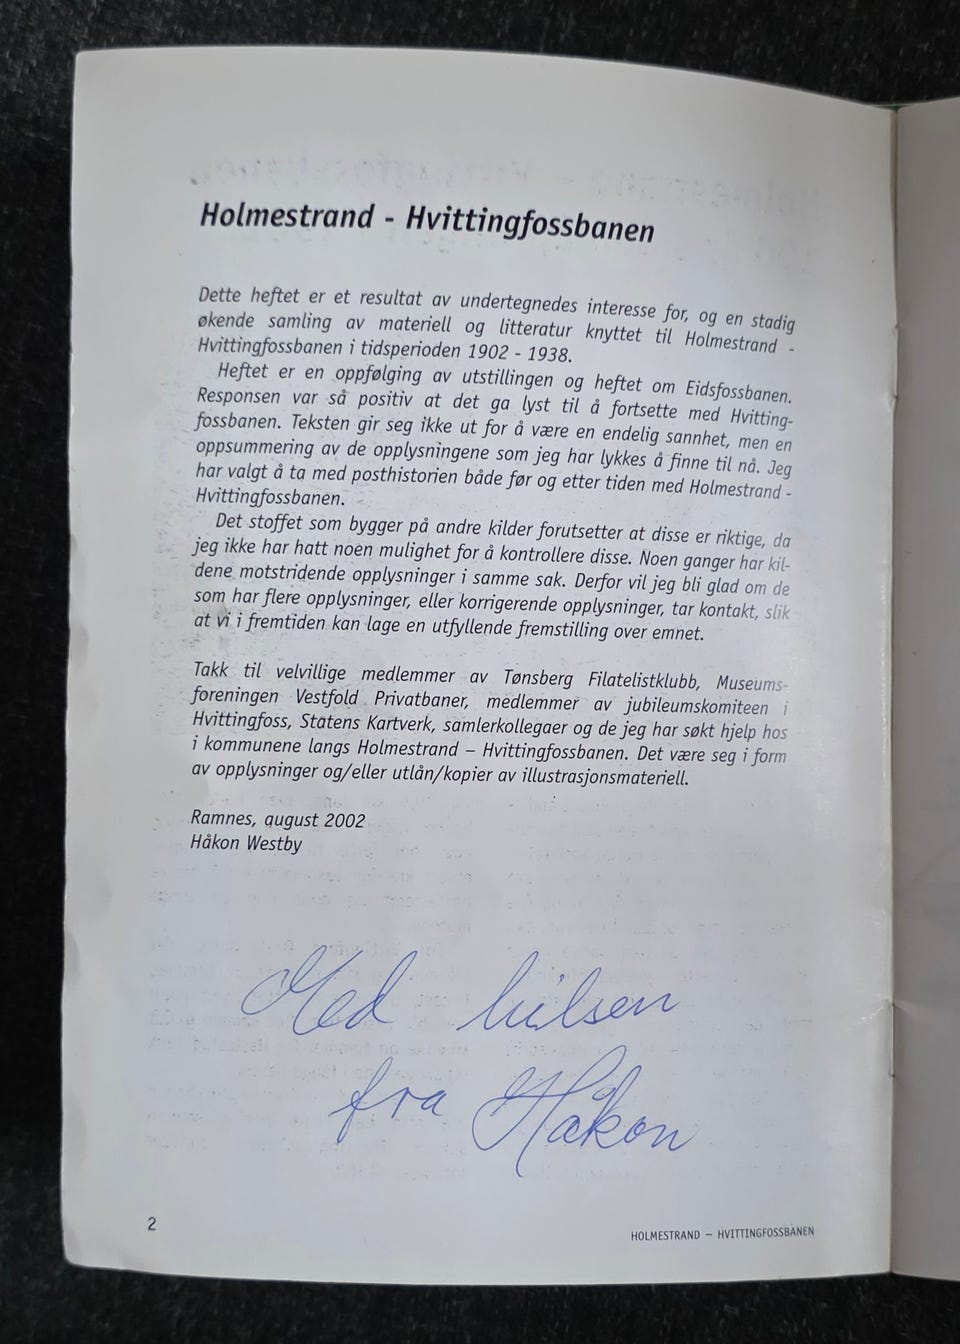 Holmestrand - Hvittingfossbanen
Dette heftet er et resultat av undertegnedes interesse for, og en stadig
økende samling av materiell og litteratur knyttet til Holmestrand -
Hvittingfossbanen i tidsperioden 1902 - 1938.
Heftet er en oppfølging av utstillingen og heftet om Eidsfossbanen.
Responsen var så positiv at det ga lyst til å fortsette med Hvitting-
fossbanen. Teksten gir seg ikke ut for å være en endelig sannhet, men en
oppsummering av de opplysningene som jeg har lykkes å finne til nå. Jeg
har valgt å ta med posthistorien både før og etter tiden med Holmestrand -
Hvittingfossbanen.
Det stoffet som bygger på andre kilder forutsetter at disse er riktige, da
jeg ikke har hatt noen mulighet for å kontrollere disse. Noen ganger har kil-
dene motstridende opplysninger i samme sak. Derfor vil jeg bli glad om de
som har flere opplysninger, eller korrigerende opplysninger, tar kontakt, slik
at vi i fremtiden kan lage en utfyllende fremstilling over emnet.
Takk til velvillige medlemmer av Tønsberg Filatelistklubb, Museums-
foreningen Vestfold Privatbaner, medlemmer av jubileumskomiteen i
Hvittingfoss, Statens Kartverk, samlerkollegaer og de jeg har søkt hjelp hos
i kommunene langs Holmestrand – Hvittingfossbanen. Det være seg i form
av opplysninger og/eller utlån/kopier av illustrasjonsmateriell.
Ramnes, august 2002
Håkon Westby
Med hilsen
fra Håkon
2
HOLMESTRAND – HVITTINGFOSSBANEN